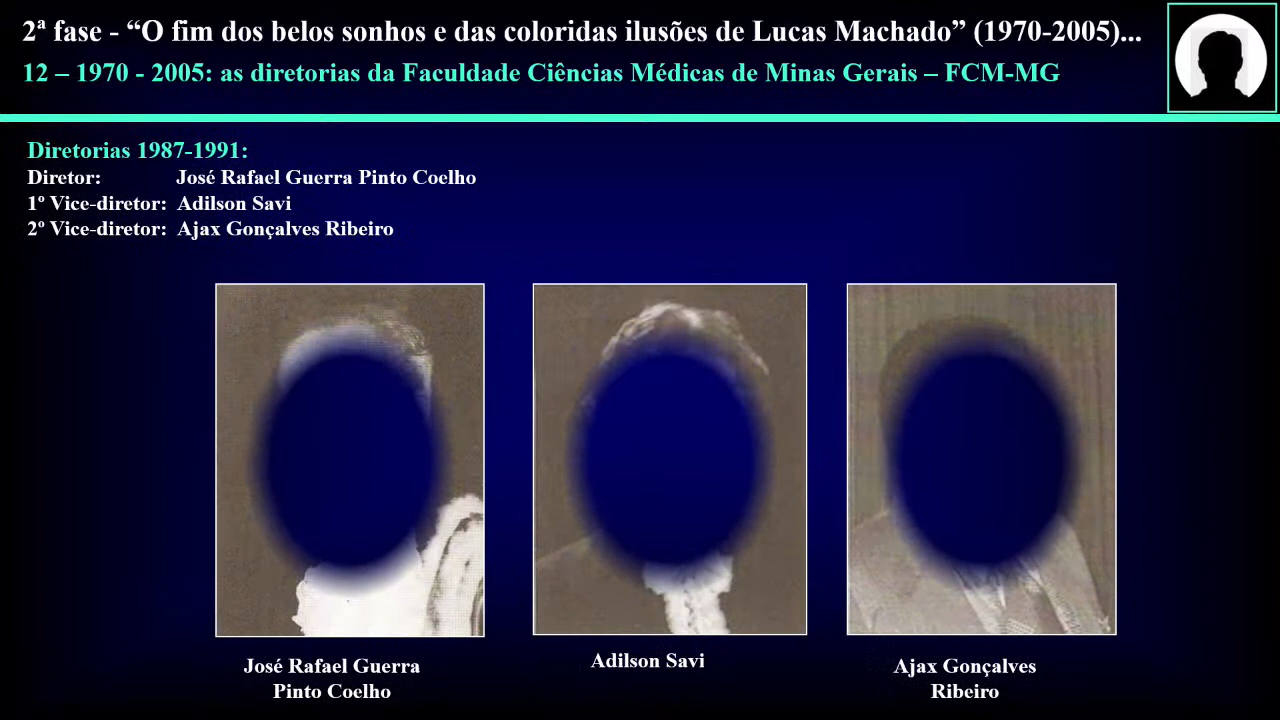 2ª fase - “O fim dos belos sonhos e das coloridas ilusões de Lucas Machado” (1970-2005)...
12 – 1970 - 2005: as diretorias da Faculdade Ciências Médicas de Minas Gerais – FCM-MG
Diretorias 1987-1991:
Diretor: José Rafael Guerra Pinto Coelho
1º Vice-diretor: Adilson Savi
2º Vice-diretor: Ajax Gonçalves Ribeiro
José Rafael Guerra
Pinto Coelho
Adilson Savi
Ajax Gonçalves
Ribeiro